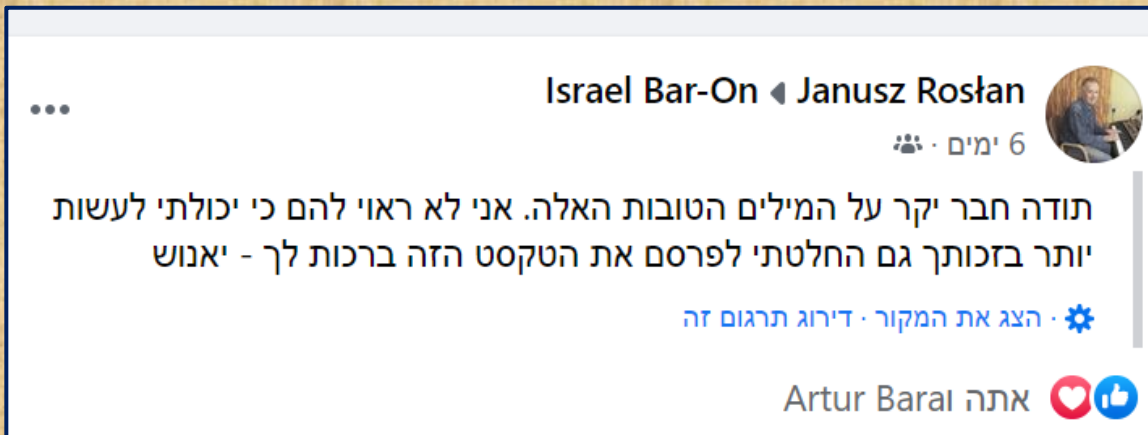 Janusz Rosłan ◀ Israel Bar-On
6 ימים ·
תודה חבר יקר על המילים הטובות האלה. אני לא ראוי להם כי יכולתי לעשות
יותר בזכותך גם החלטתי לפרסם את הטקסט הזה ברכות לך - יאנוש
· הצג את המקור · דירוג תרגום זה
אתה וArtur Bara